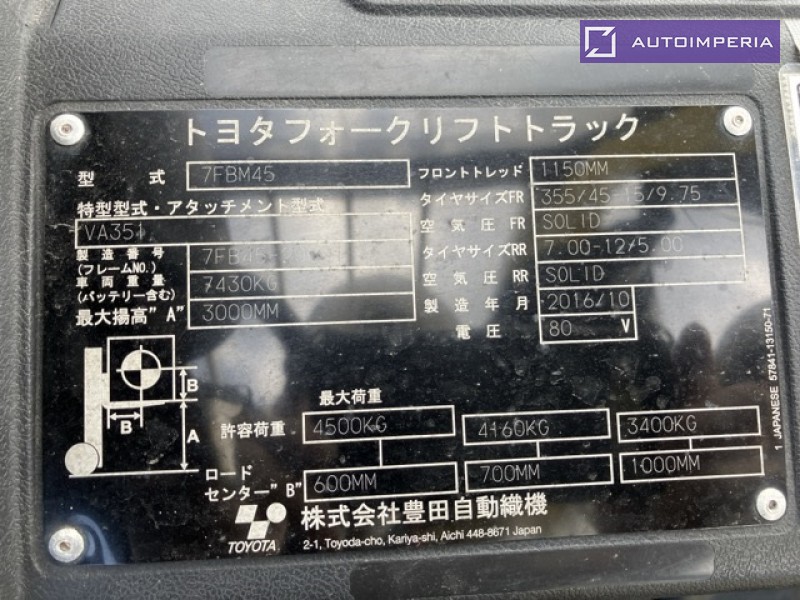 AUTOIMPERIA
トヨタフォークリフトトラック
型 式 7FBM45
特型型式・アタッチメント型式
VA351
製造番号
(フレームNO.)
車両重量 7430KG
(バッテリー含む)
最大揚高"A" 3000MM
フロントトレッド 1150MM
タイヤサイズFR 355/45-15/9.75
空気圧 FR SOLID
タイヤサイズRR 7.00-12/5.00
空気圧 RR SOLID
製造年月 2016/10
電圧 80 V
B
B
A
最大荷重
許容荷重 4500KG 4160KG 3400KG
ロード
センター"B" 600MM 700MM 1000MM
TOYOTA
株式会社豊田自動織機
2-1, Toyoda-cho, Kariya-shi, Aichi 448-8671 Japan
1 JAPANESE 57841-13150-71